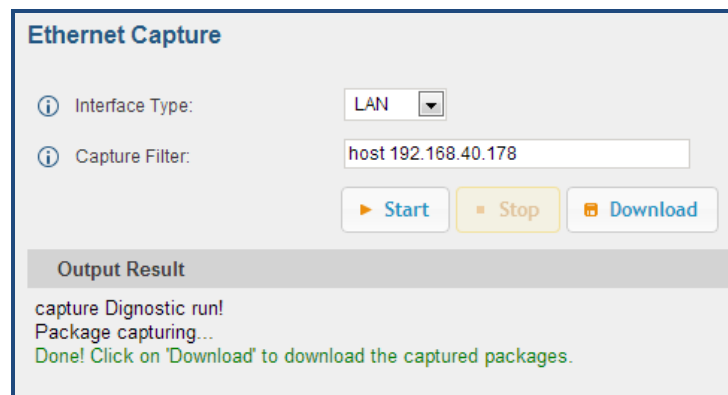 Ethernet Capture
Interface Type: LAN
Capture Filter: host 192.168.40.178
Start Stop Download
Output Result
capture Dignostic run!
Package capturing...
Done! Click on 'Download' to download the captured packages.